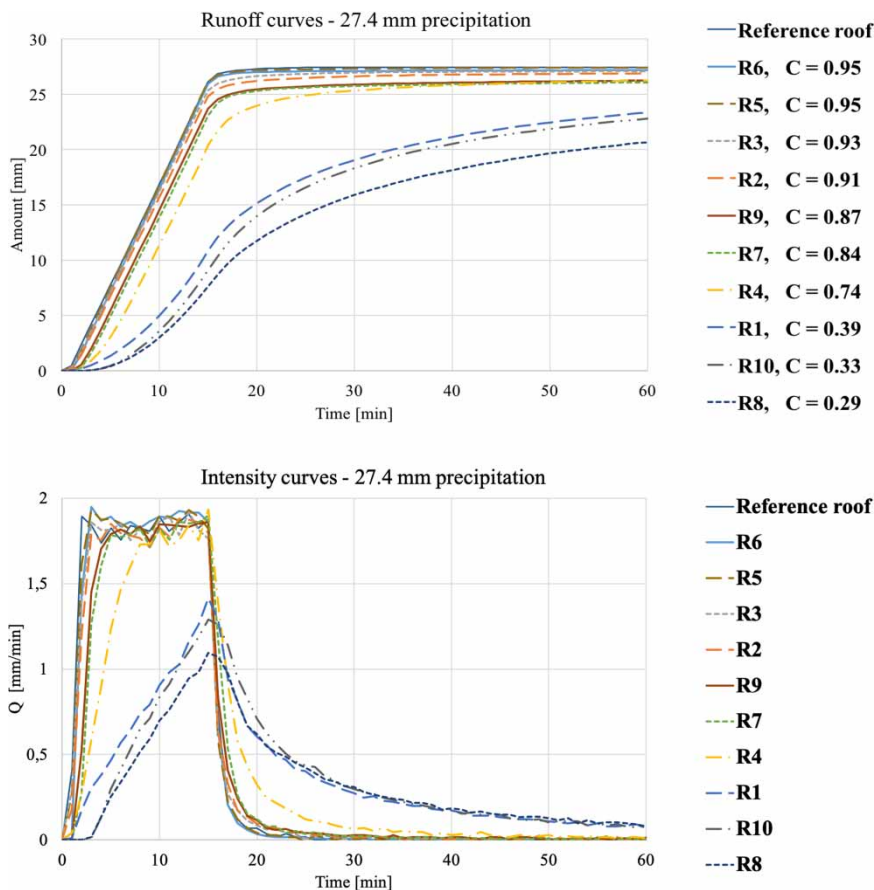 Runoff curves - 27.4 mm precipitation
30
25
20
15
10
5
0
Amount [mm]
0 10 20 30 40 50 60
Time [min]
Reference roof
R6, C = 0.95
R5, C = 0.95
R3, C = 0.93
R2, C = 0.91
R9, C = 0.87
R7, C = 0.84
R4, C = 0.74
R1, C = 0.39
R10, C = 0.33
R8, C = 0.29
Intensity curves - 27.4 mm precipitation
2
1,5
1
0,5
0
Q [mm/min]
0 10 20 30 40 50 60
Time [min]
Reference roof
R6
R5
R3
R2
R9
R7
R4
R1
R10
R8